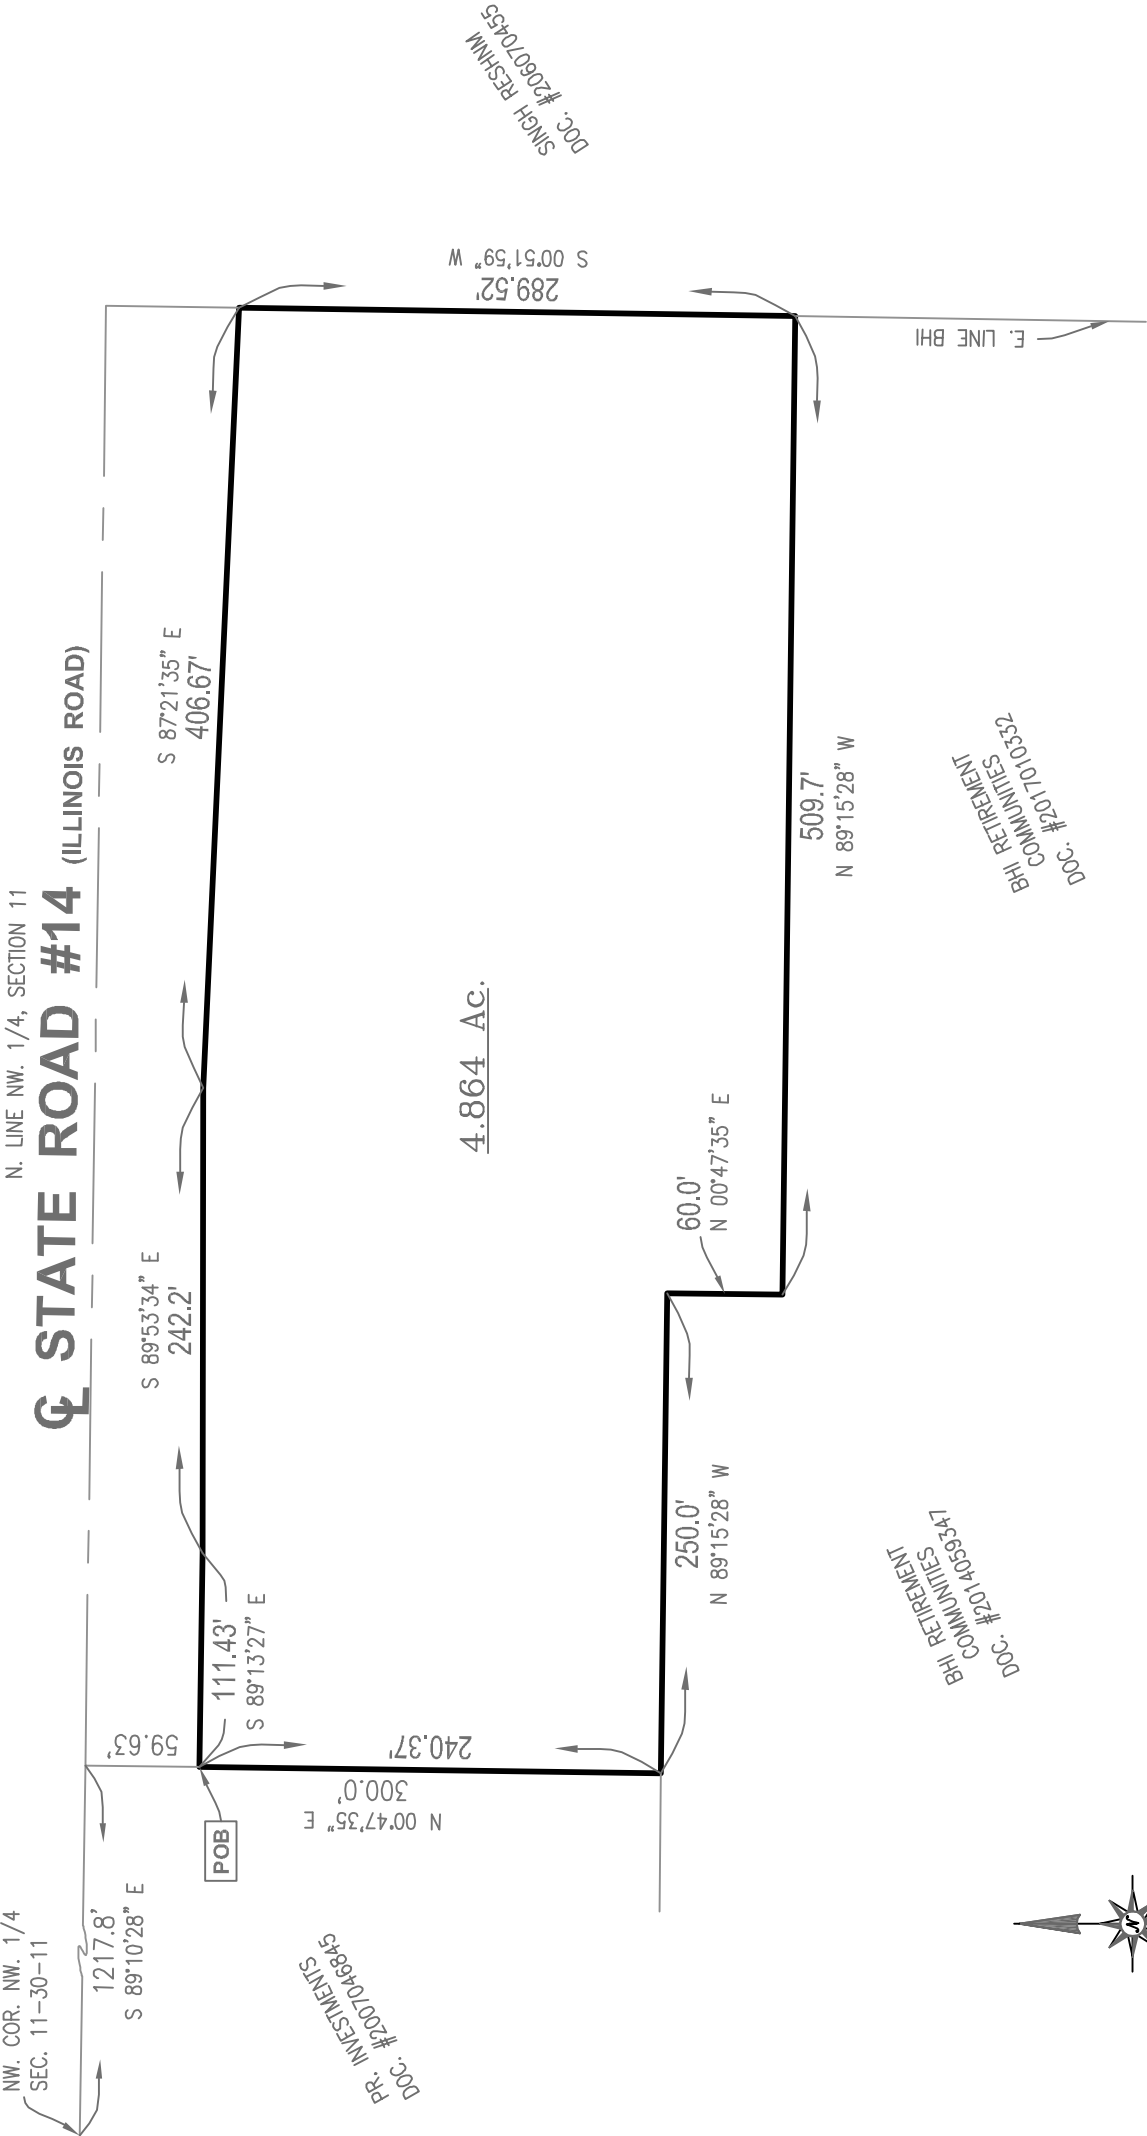 NW. COR. NW. 1/4
SEC. 11-30-11
1217.8'
S 89°10'28" E
N. LINE NW. 1/4, SECTION 11
℄ STATE ROAD #14 (ILLINOIS ROAD)
59.63'
POB
111.43'
S 89°13'27" E
S 89°53'34" E
242.2'
S 87°21'35" E
406.67'
S 00°51'59" W
289.52'
SINGH RESHNM
DOC. #206070455
E. LINE BHI
4.864 Ac.
240.37'
300.0'
N 00°47'35" E
250.0'
N 89°15'28" W
60.0'
N 00°47'35" E
509.7'
N 89°15'28" W
PR. INVESTMENTS
DOC. #2007046845
BHI RETIREMENT
COMMUNITIES
DOC. #2014059347
BHI RETIREMENT
COMMUNITIES
DOC. #2017010332
N